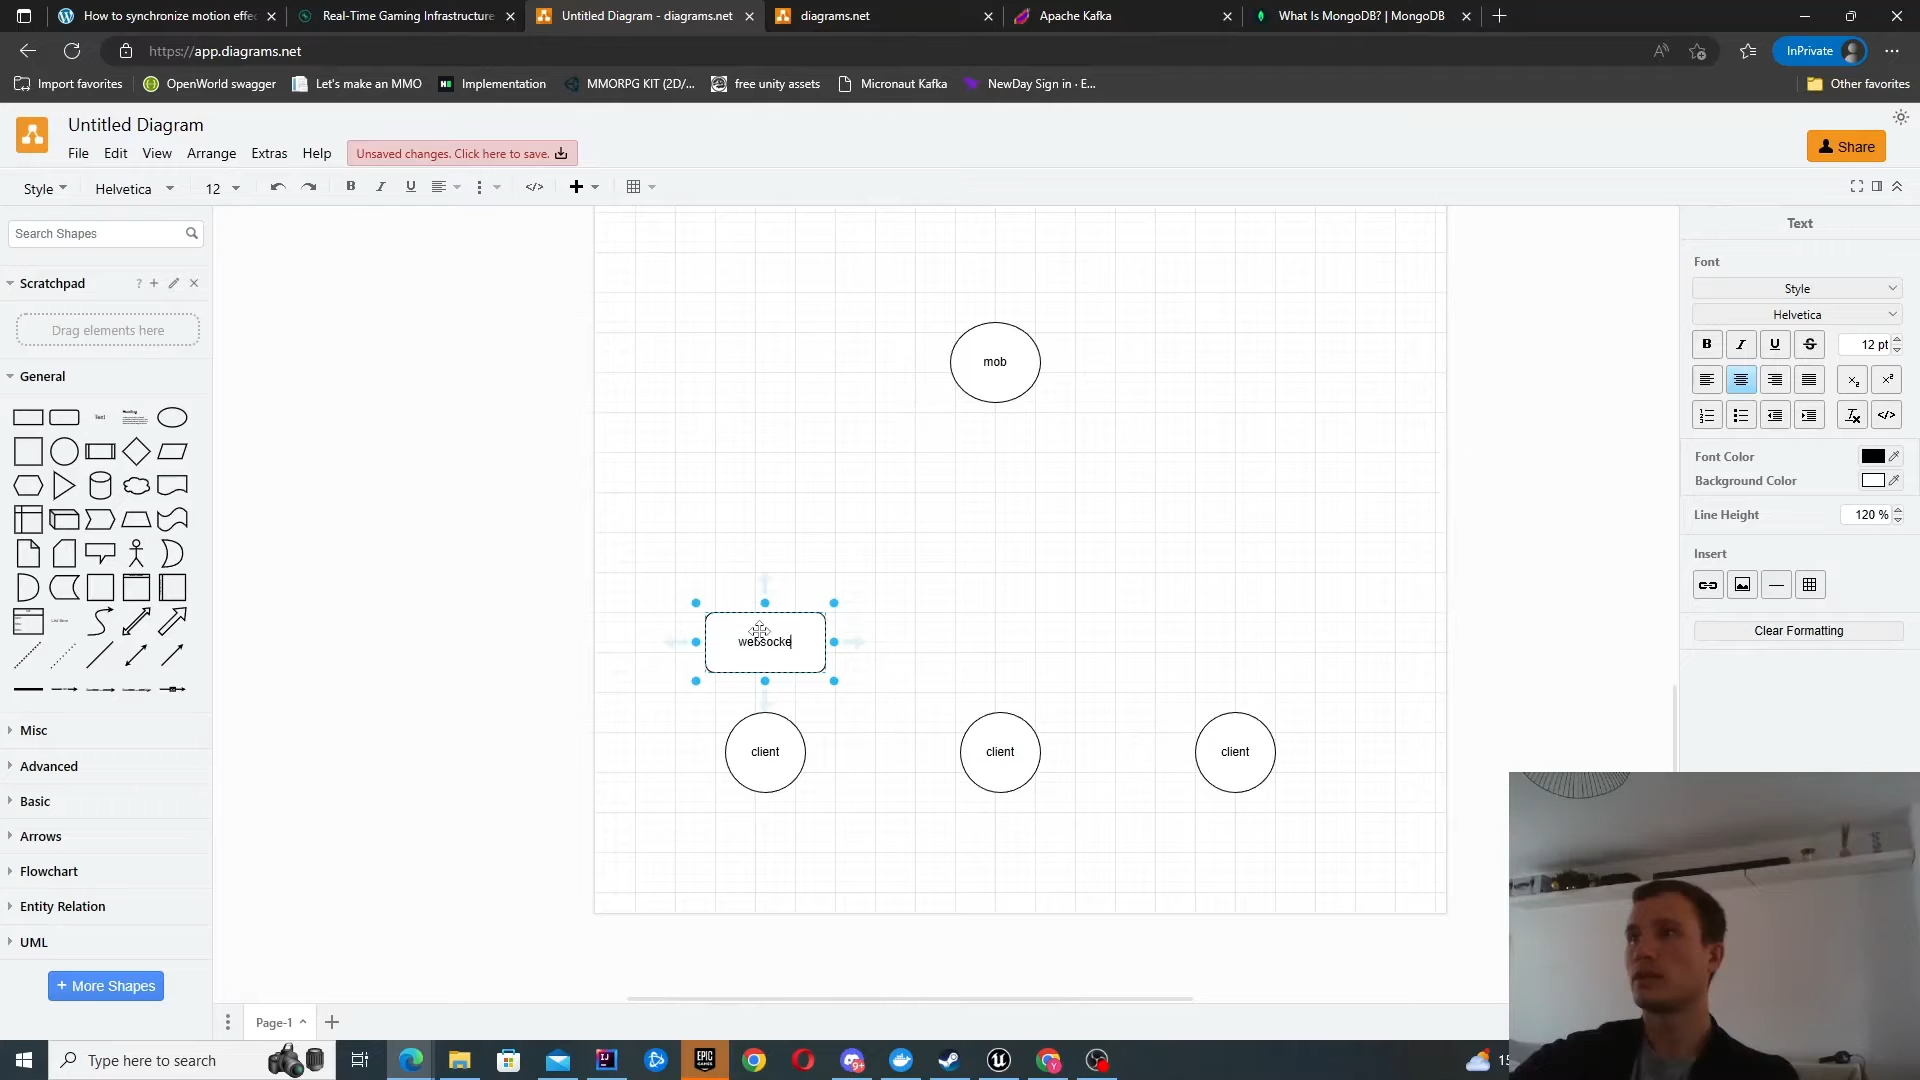 How to synchronize motion effec
Real-Time Gaming Infrastructure
Untitled Diagram - diagrams.net
diagrams.net
Apache Kafka
What Is MongoDB? | MongoDB
https://app.diagrams.net
InPrivate
Import favorites
OpenWorld swagger
Let's make an MMO
Implementation
MMORPG KIT (2D/...
free unity assets
Micronaut Kafka
NewDay Sign in · E...
Other favorites
Untitled Diagram
File Edit View Arrange Extras Help
Unsaved changes. Click here to save.
Share
Style Helvetica 12
Search Shapes
Scratchpad
Drag elements here
General
Text
Misc
Advanced
Basic
Arrows
Flowchart
Entity Relation
UML
+ More Shapes
mob
websocke
client
client
client
Text
Font
Style
Helvetica
12 pt
Font Color
Background Color
Line Height
120 %
Insert
Clear Formatting
Page-1
Type here to search
15